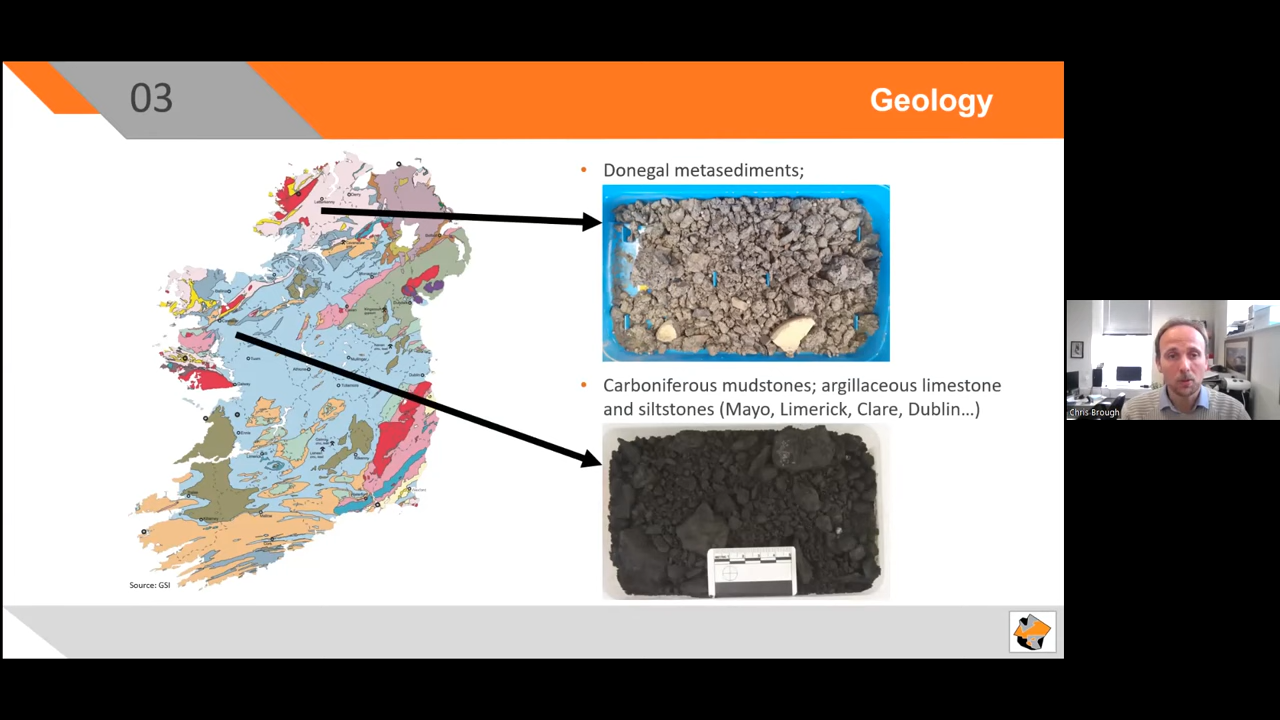 03
Geology
• Donegal metasediments;
• Carboniferous mudstones; argillaceous limestone
and siltstones (Mayo, Limerick, Clare, Dublin…)
Source: GSI
Chris Brough